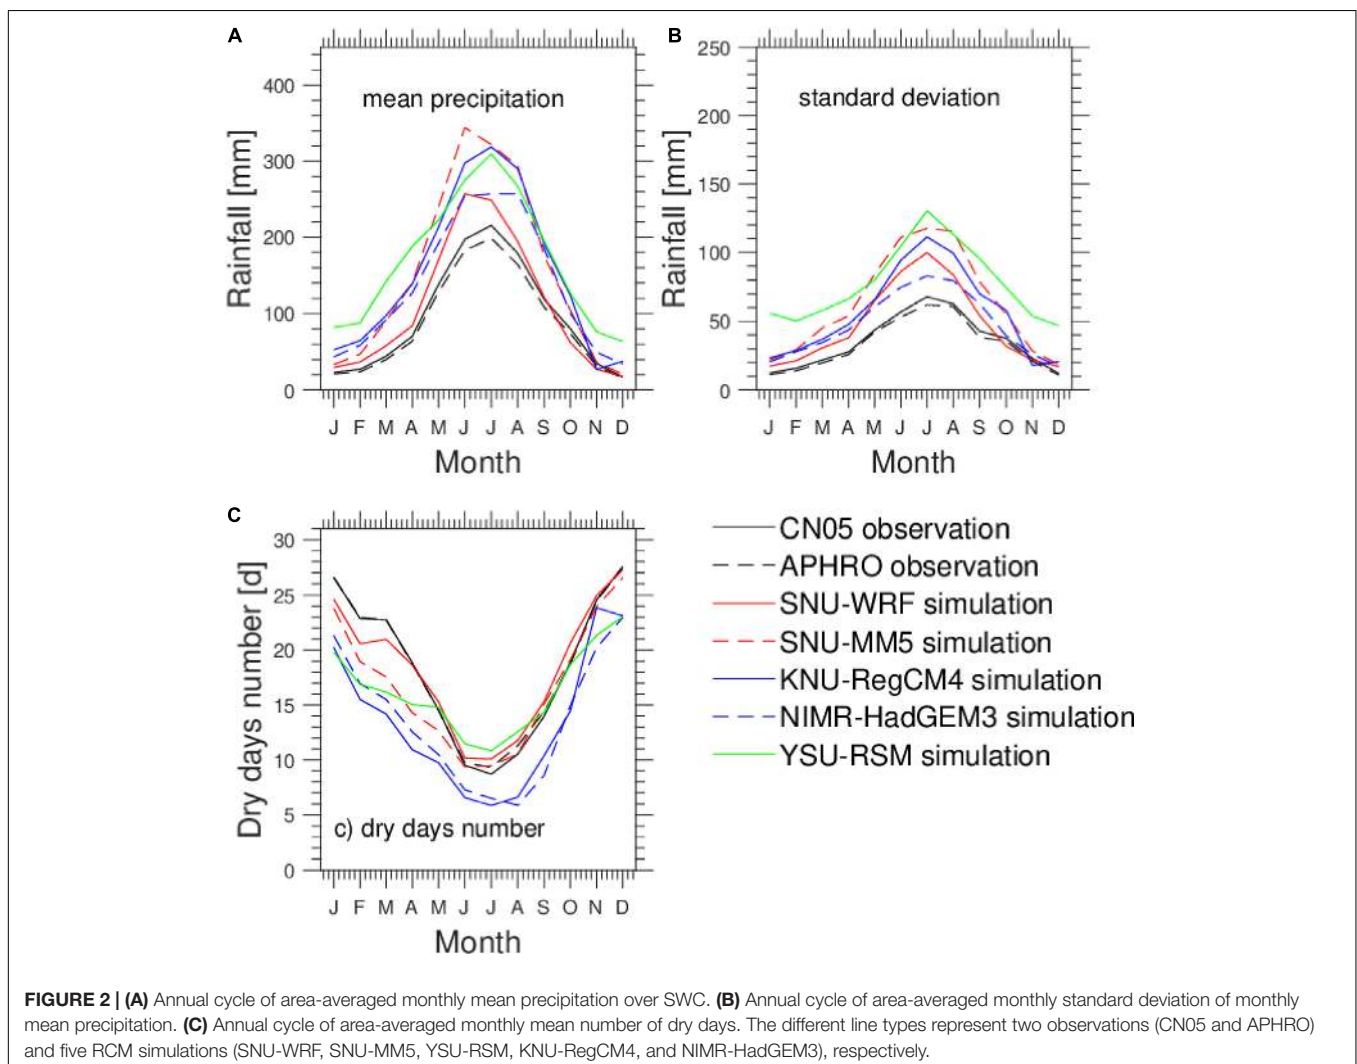 A
mean precipitation
Rainfall [mm]
400
300
200
100
0
J F M A M J J A S O N D
Month
B
standard deviation
Rainfall [mm]
250
200
150
100
50
0
J F M A M J J A S O N D
Month
C
Dry days number [d]
30
25
20
15
10
5
0
c) dry days number
J F M A M J J A S O N D
Month
CN05 observation
APHRO observation
SNU-WRF simulation
SNU-MM5 simulation
KNU-RegCM4 simulation
NIMR-HadGEM3 simulation
YSU-RSM simulation
FIGURE 2 | (A) Annual cycle of area-averaged monthly mean precipitation over SWC. (B) Annual cycle of area-averaged monthly standard deviation of monthly
mean precipitation. (C) Annual cycle of area-averaged monthly mean number of dry days. The different line types represent two observations (CN05 and APHRO)
and five RCM simulations (SNU-WRF, SNU-MM5, YSU-RSM, KNU-RegCM4, and NIMR-HadGEM3), respectively.